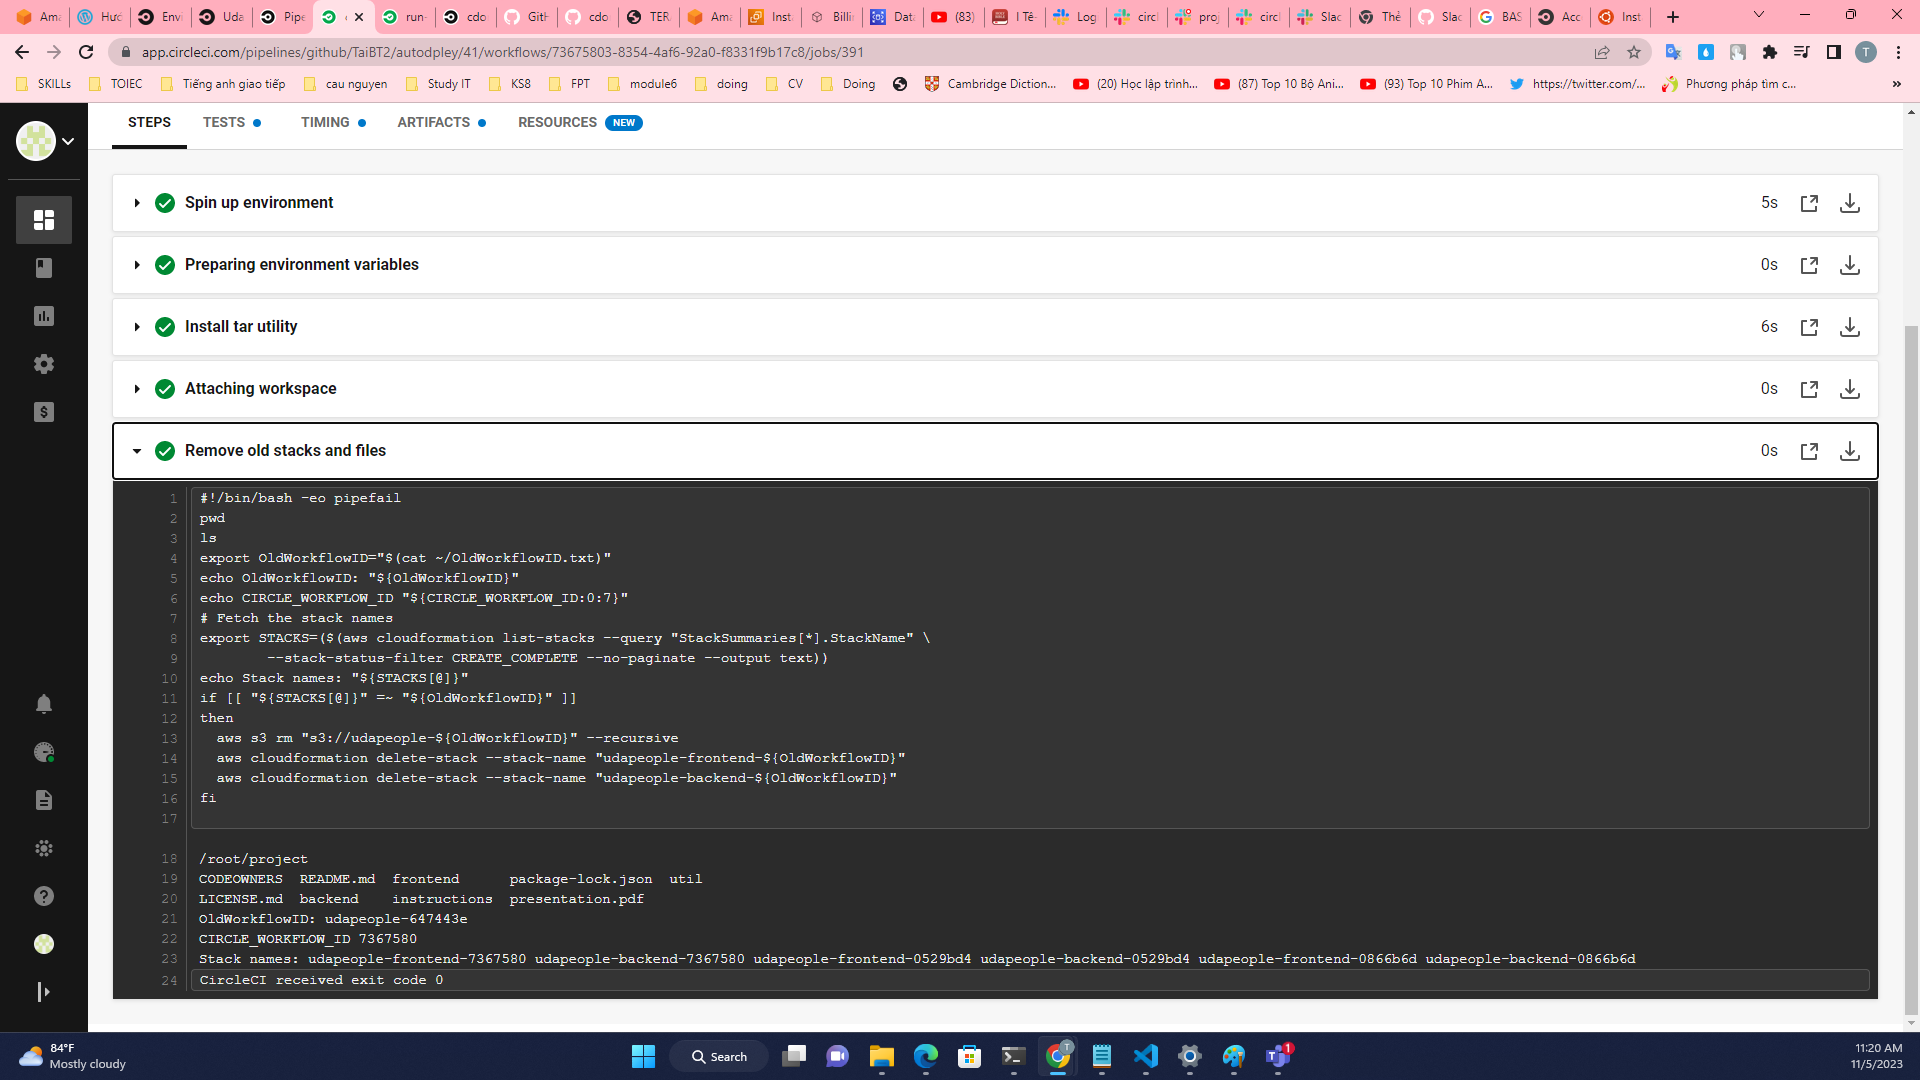 Ama
Hướ
Envi
Uda
Pipe
c
run-
cdo
GitH
cdo
TERA
Ama
Inst
Billin
Data
(83)
I Tê-
Log
circl
proj
circl
Slac
Thẻ
Slac
BAS
Acc
Inst
app.circleci.com/pipelines/github/TaiBT2/autodpley/41/workflows/73675803-8354-4af6-92a0-f8331f9b17c8/jobs/391
T
SKILLs
TOIEC
Tiếng anh giao tiếp
cau nguyen
Study IT
KS8
FPT
module6
doing
CV
Doing
Cambridge Diction...
(20) Học lập trình...
(87) Top 10 Bộ Ani...
(93) Top 10 Phim A...
https://twitter.com/...
Phương pháp tìm c...
»
STEPS
TESTS
TIMING
ARTIFACTS
RESOURCES NEW
Spin up environment 5s
Preparing environment variables 0s
Install tar utility 6s
Attaching workspace 0s
Remove old stacks and files 0s
1 #!/bin/bash -eo pipefail
2 pwd
3 ls
4 export OldWorkflowID="$(cat ~/OldWorkflowID.txt)"
5 echo OldWorkflowID: "${OldWorkflowID}"
6 echo CIRCLE_WORKFLOW_ID "${CIRCLE_WORKFLOW_ID:0:7}"
7 # Fetch the stack names
8 export STACKS=($(aws cloudformation list-stacks --query "StackSummaries[*].StackName" \
9 --stack-status-filter CREATE_COMPLETE --no-paginate --output text))
10 echo Stack names: "${STACKS[@]}"
11 if [[ "${STACKS[@]}" =~ "${OldWorkflowID}" ]]
12 then
13 aws s3 rm "s3://udapeople-${OldWorkflowID}" --recursive
14 aws cloudformation delete-stack --stack-name "udapeople-frontend-${OldWorkflowID}"
15 aws cloudformation delete-stack --stack-name "udapeople-backend-${OldWorkflowID}"
16 fi
17
18 /root/project
19 CODEOWNERS README.md frontend package-lock.json util
20 LICENSE.md backend instructions presentation.pdf
21 OldWorkflowID: udapeople-647443e
22 CIRCLE_WORKFLOW_ID 7367580
23 Stack names: udapeople-frontend-7367580 udapeople-backend-7367580 udapeople-frontend-0529bd4 udapeople-backend-0529bd4 udapeople-frontend-0866b6d udapeople-backend-0866b6d
24 CircleCI received exit code 0
84°F
Mostly cloudy
Search
T
1
11:20 AM
11/5/2023